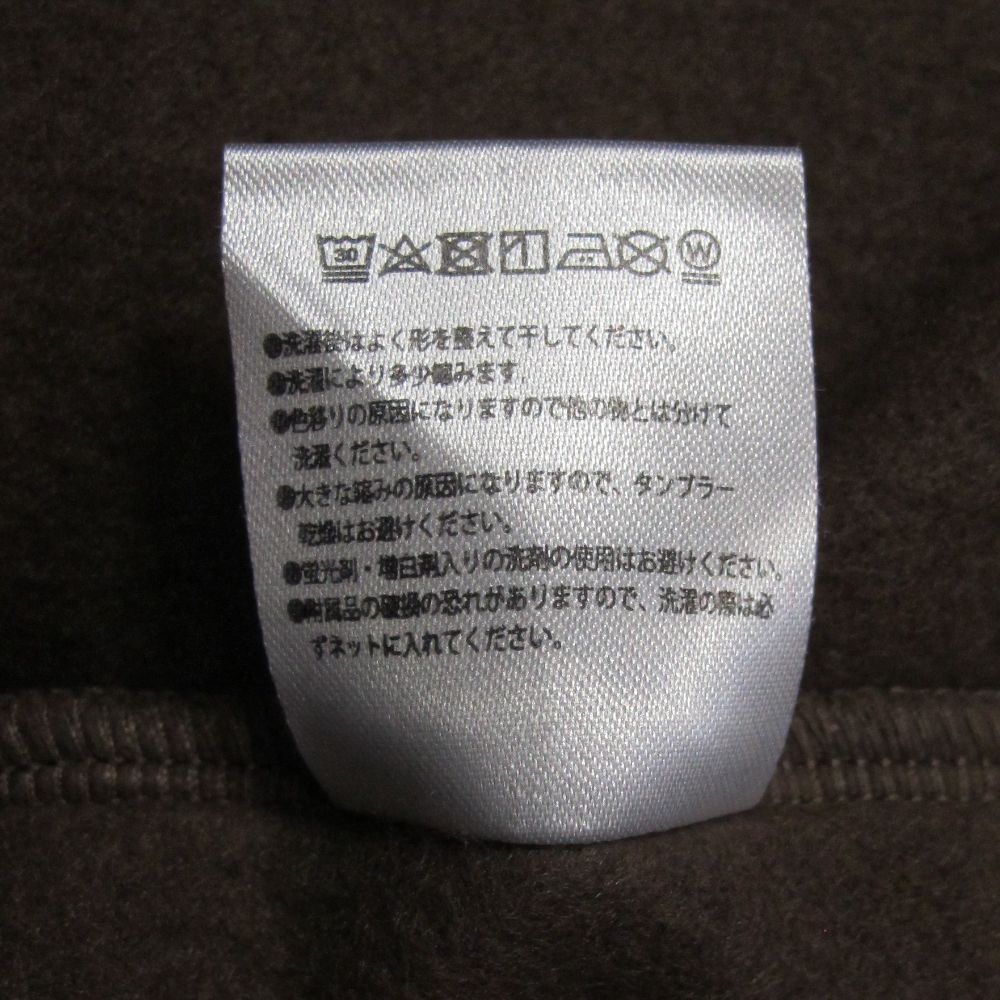 30 W
●洗濯後はよく形を整えて干してください。
●洗濯により多少縮みます。
●色移りの原因になりますので他の物とは分けて
洗濯ください。
●大きな縮みの原因になりますので、タンブラー
乾燥はお避けください。
●蛍光剤・増白剤入りの洗剤の使用はお避けください。
●附属品の破損の恐れがありますので、洗濯の際は必
ずネットに入れてください。